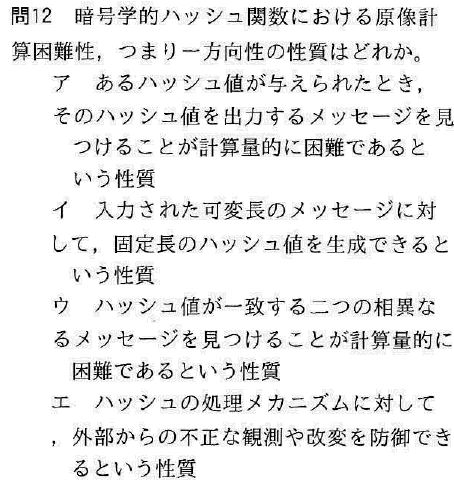 問12 暗号学的ハッシュ関数における原像計
算困難性，つまり一方向性の性質はどれか。
ア あるハッシュ値が与えられたとき，
そのハッシュ値を出力するメッセージを見
つけることが計算量的に困難であると
いう性質
イ 入力された可変長のメッセージに対
して，固定長のハッシュ値を生成できると
いう性質
ウ ハッシュ値が一致する二つの相異な
るメッセージを見つけることが計算量的に
困難であるという性質
エ ハッシュの処理メカニズムに対して
，外部からの不正な観測や改変を防御でき
るという性質